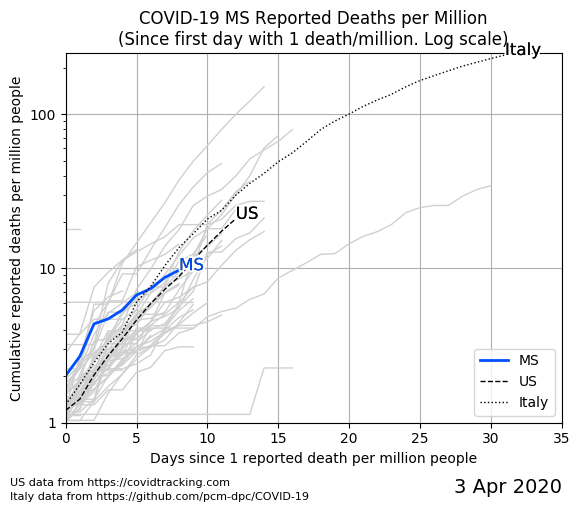 COVID-19 MS Reported Deaths per Million
(Since first day with 1 death/million. Log scale)
Italy
Cumulative reported deaths per million people
100
US
10
MS
MS
US
Italy
1
0 5 10 15 20 25 30 35
Days since 1 reported death per million people
US data from https://covidtracking.com
Italy data from https://github.com/pcm-dpc/COVID-19
3 Apr 2020